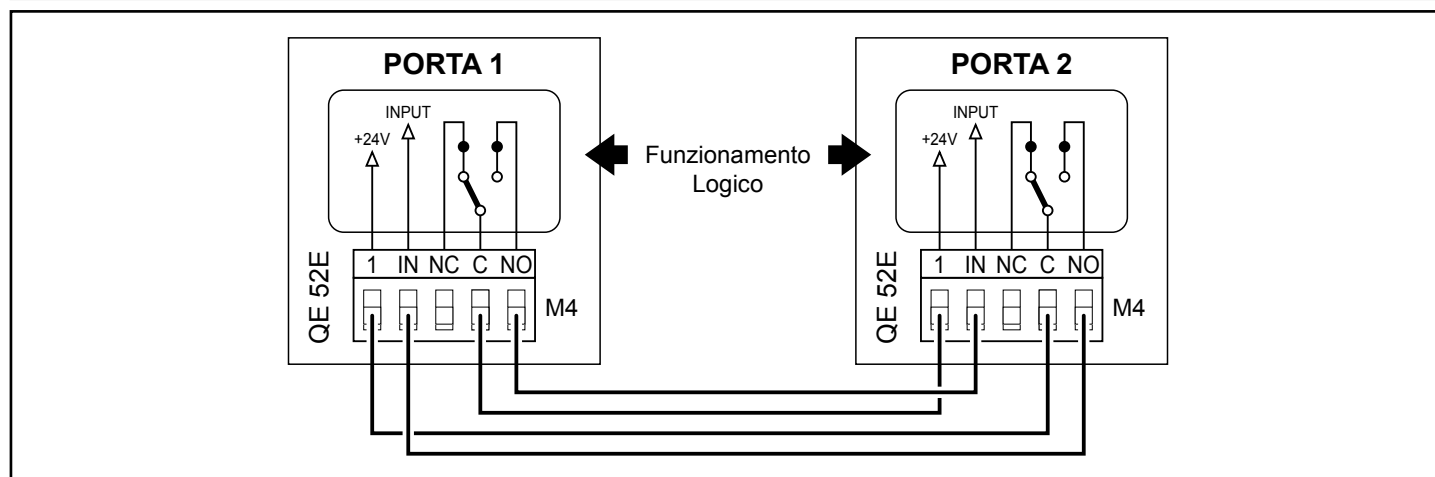 PORTA 1
INPUT
+24V
1 IN NC C NO
QE 52E
M4
Funzionamento
Logico
PORTA 2
INPUT
+24V
1 IN NC C NO
QE 52E
M4